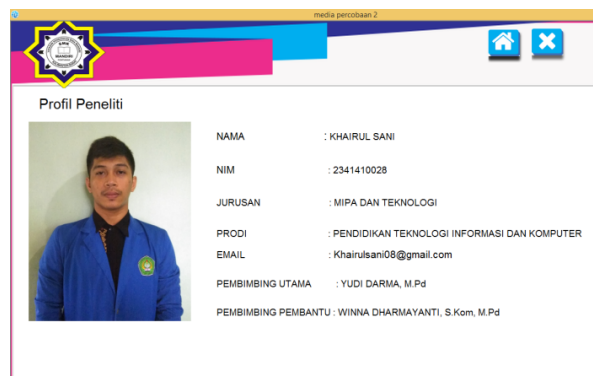 media percobaan 2
Profil Peneliti
NAMA : KHAIRUL SANI
NIM : 2341410028
JURUSAN : MIPA DAN TEKNOLOGI
PRODI : PENDIDIKAN TEKNOLOGI INFORMASI DAN KOMPUTER
EMAIL : Khairulsani08@gmail.com
PEMBIMBING UTAMA : YUDI DARMA, M.Pd
PEMBIMBING PEMBANTU : WINNA DHARMAYANTI, S.Kom, M.Pd